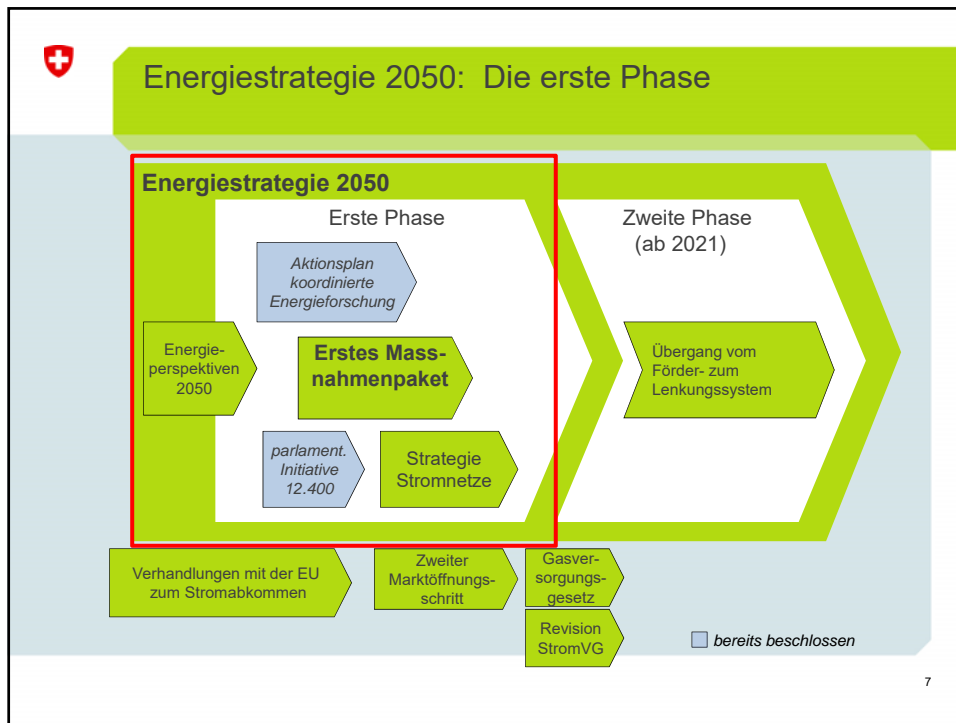 Energiestrategie 2050:  Die erste Phase
Energiestrategie 2050
Erste Phase
Zweite Phase
(ab 2021)
Aktionsplan
koordinierte
Energieforschung
Energie-
perspektiven
2050
Erstes Mass-
nahmenpaket
Übergang vom
Förder- zum
Lenkungssystem
parlament.
Initiative
12.400
Strategie
Stromnetze
Verhandlungen mit der EU
zum Stromabkommen
Zweiter
Marktöffnungs-
schritt
Gasver-
sorgungs-
gesetz
Revision
StromVG
bereits beschlossen
7